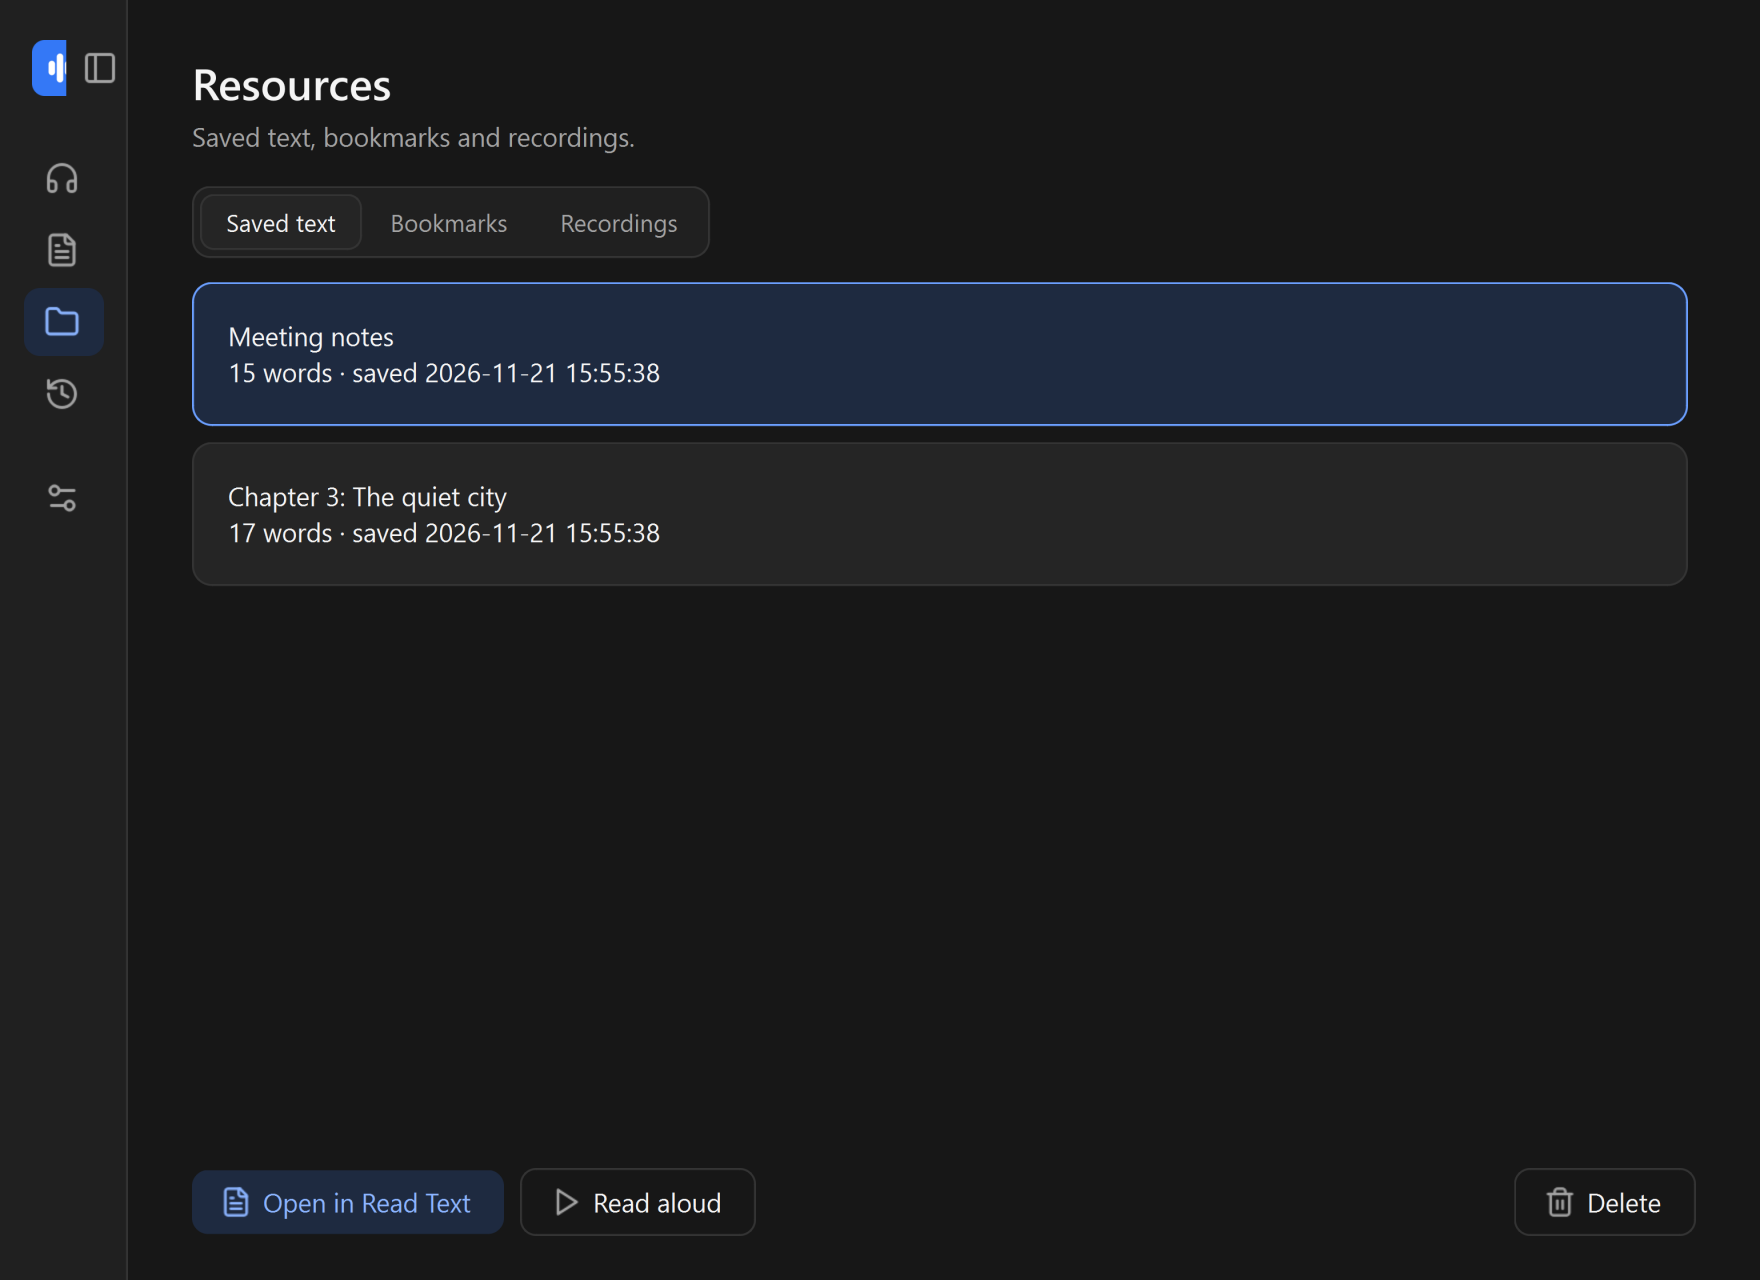 Resources
Saved text, bookmarks and recordings.
Saved text
Bookmarks
Recordings
Meeting notes
15 words · saved 2026-11-21 15:55:38
Chapter 3: The quiet city
17 words · saved 2026-11-21 15:55:38
Open in Read Text
Read aloud
Delete